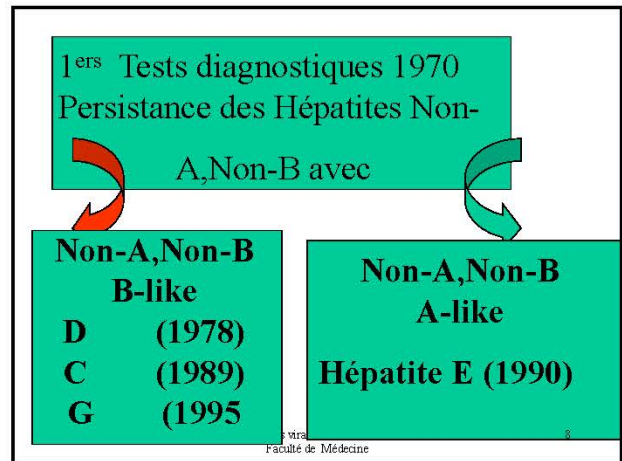 1ers Tests diagnostiques 1970
Persistance des Hépatites Non-
A,Non-B avec
Non-A,Non-B
B-like
D (1978)
C (1989)
G (1995
Non-A,Non-B
A-like
Hépatite E (1990)
8
Faculté de Médecine